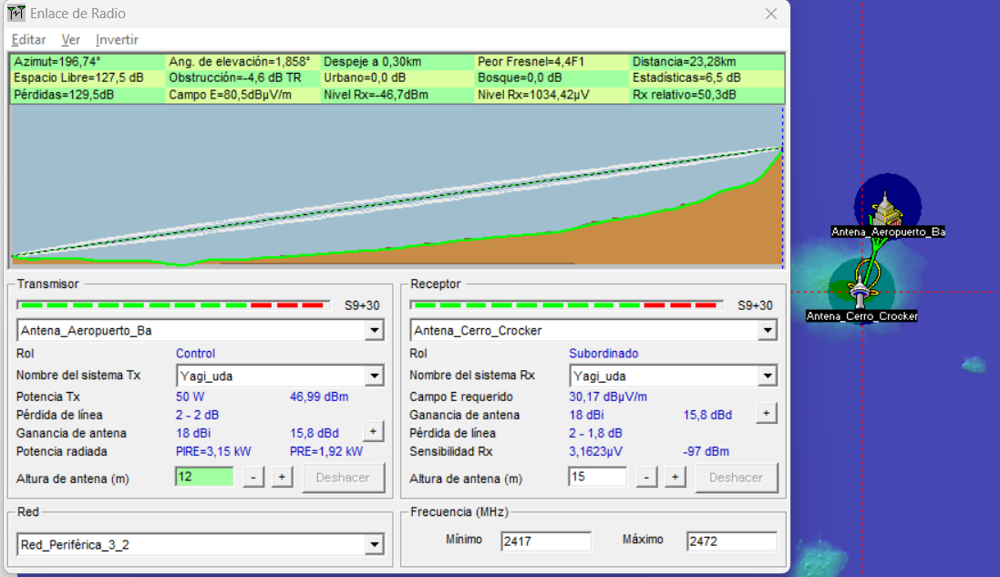 Enlace de Radio
Editar Ver Invertir
Azimut=196,74° Ang. de elevación=1,858° Despeje a 0,30km Peor Fresnel=4,4F1 Distancia=23,28km
Espacio Libre=127,5 dB Obstrucción=-4,6 dB TR Urbano=0,0 dB Bosque=0,0 dB Estadísticas=6,5 dB
Pérdidas=129,5dB Campo E=80,5dBµV/m Nivel Rx=-46,7dBm Nivel Rx=1034,42µV Rx relativo=50,3dB
Transmisor
S9+30
Antena_Aeropuerto_Ba
Rol Control
Nombre del sistema Tx Yagi_uda
Potencia Tx 50 W 46,99 dBm
Pérdida de línea 2 - 2 dB
Ganancia de antena 18 dBi 15,8 dBd +
Potencia radiada PIRE=3,15 kW PRE=1,92 kW
Altura de antena (m) 12 - + Deshacer
Receptor
S9+30
Antena_Cerro_Crocker
Rol Subordinado
Nombre del sistema Rx Yagi_uda
Campo E requerido 30,17 dBµV/m
Ganancia de antena 18 dBi 15,8 dBd +
Pérdida de línea 2 - 1,8 dB
Sensibilidad Rx 3,1623µV -97 dBm
Altura de antena (m) 15 - + Deshacer
Red
Red_Periférica_3_2
Frecuencia (MHz)
Mínimo 2417 Máximo 2472
Antena_Aeropuerto_Ba
Antena_Cerro_Crocker